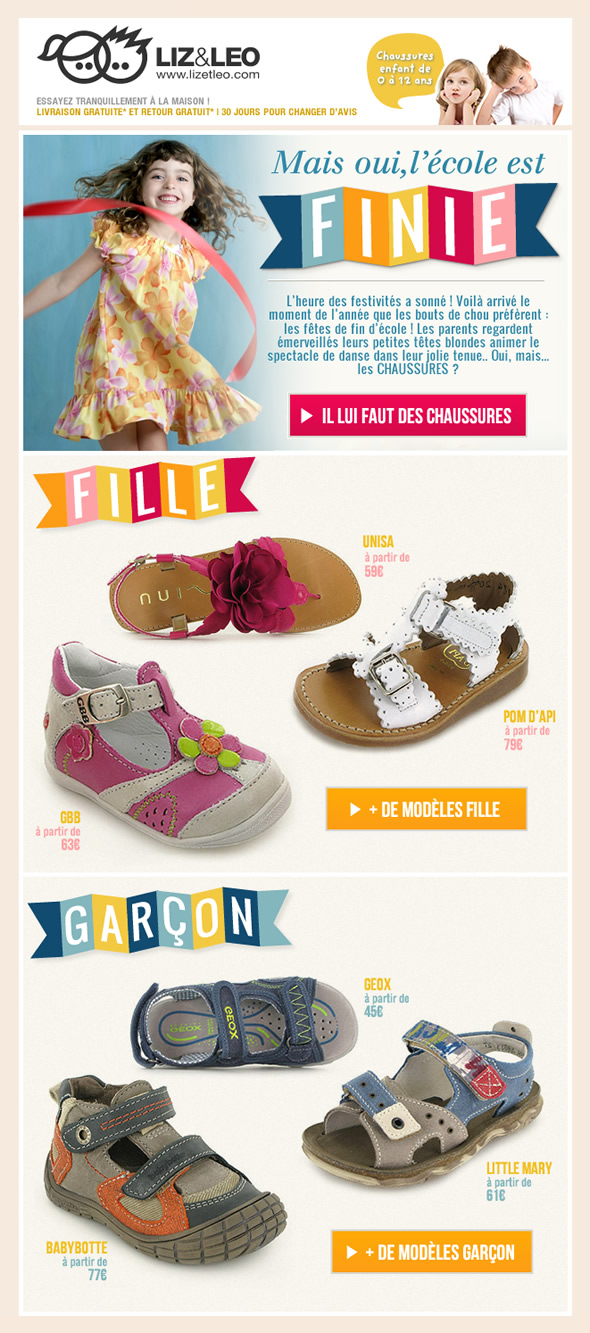 LIZ&LEO
www.lizetleo.com
Chaussures
enfant de
0 à 12 ans
ESSAYEZ TRANQUILLEMENT À LA MAISON !
LIVRAISON GRATUITE* ET RETOUR GRATUIT* I 30 JOURS POUR CHANGER D'AVIS
Mais oui,l'école est
FINIE
L'heure des festivités a sonné ! Voilà arrivé le
moment de l'année que les bouts de chou préfèrent :
les fêtes de fin d'école ! Les parents regardent
émerveillés leurs petites têtes blondes animer le
spectacle de danse dans leur jolie tenue.. Oui, mais...
les CHAUSSURES ?
IL LUI FAUT DES CHAUSSURES
FILLE
UNISA
à partir de
59€
POM D'API
à partir de
79€
GBB
GBB
à partir de
63€
+ DE MODÈLES FILLE
GARÇON
GEOX
à partir de
45€
GEOX
GEOX
LITTLE MARY
à partir de
61€
BABYBOTTE
à partir de
77€
+ DE MODÈLES GARÇON